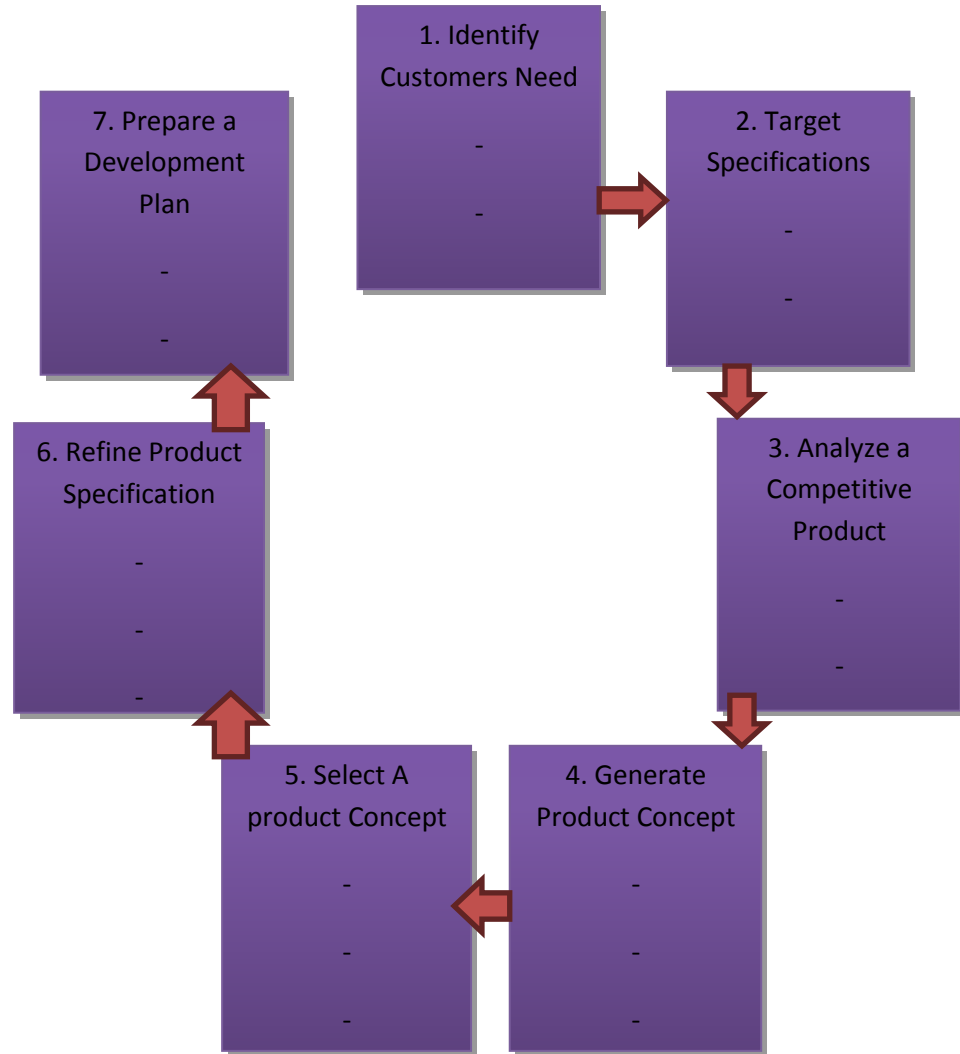 1. Identify
Customers Need
-
-
2. Target
Specifications
-
-
3. Analyze a
Competitive
Product
-
-
4. Generate
Product Concept
-
-
-
5. Select A
product Concept
-
-
-
6. Refine Product
Specification
-
-
-
7. Prepare a
Development
Plan
-
-